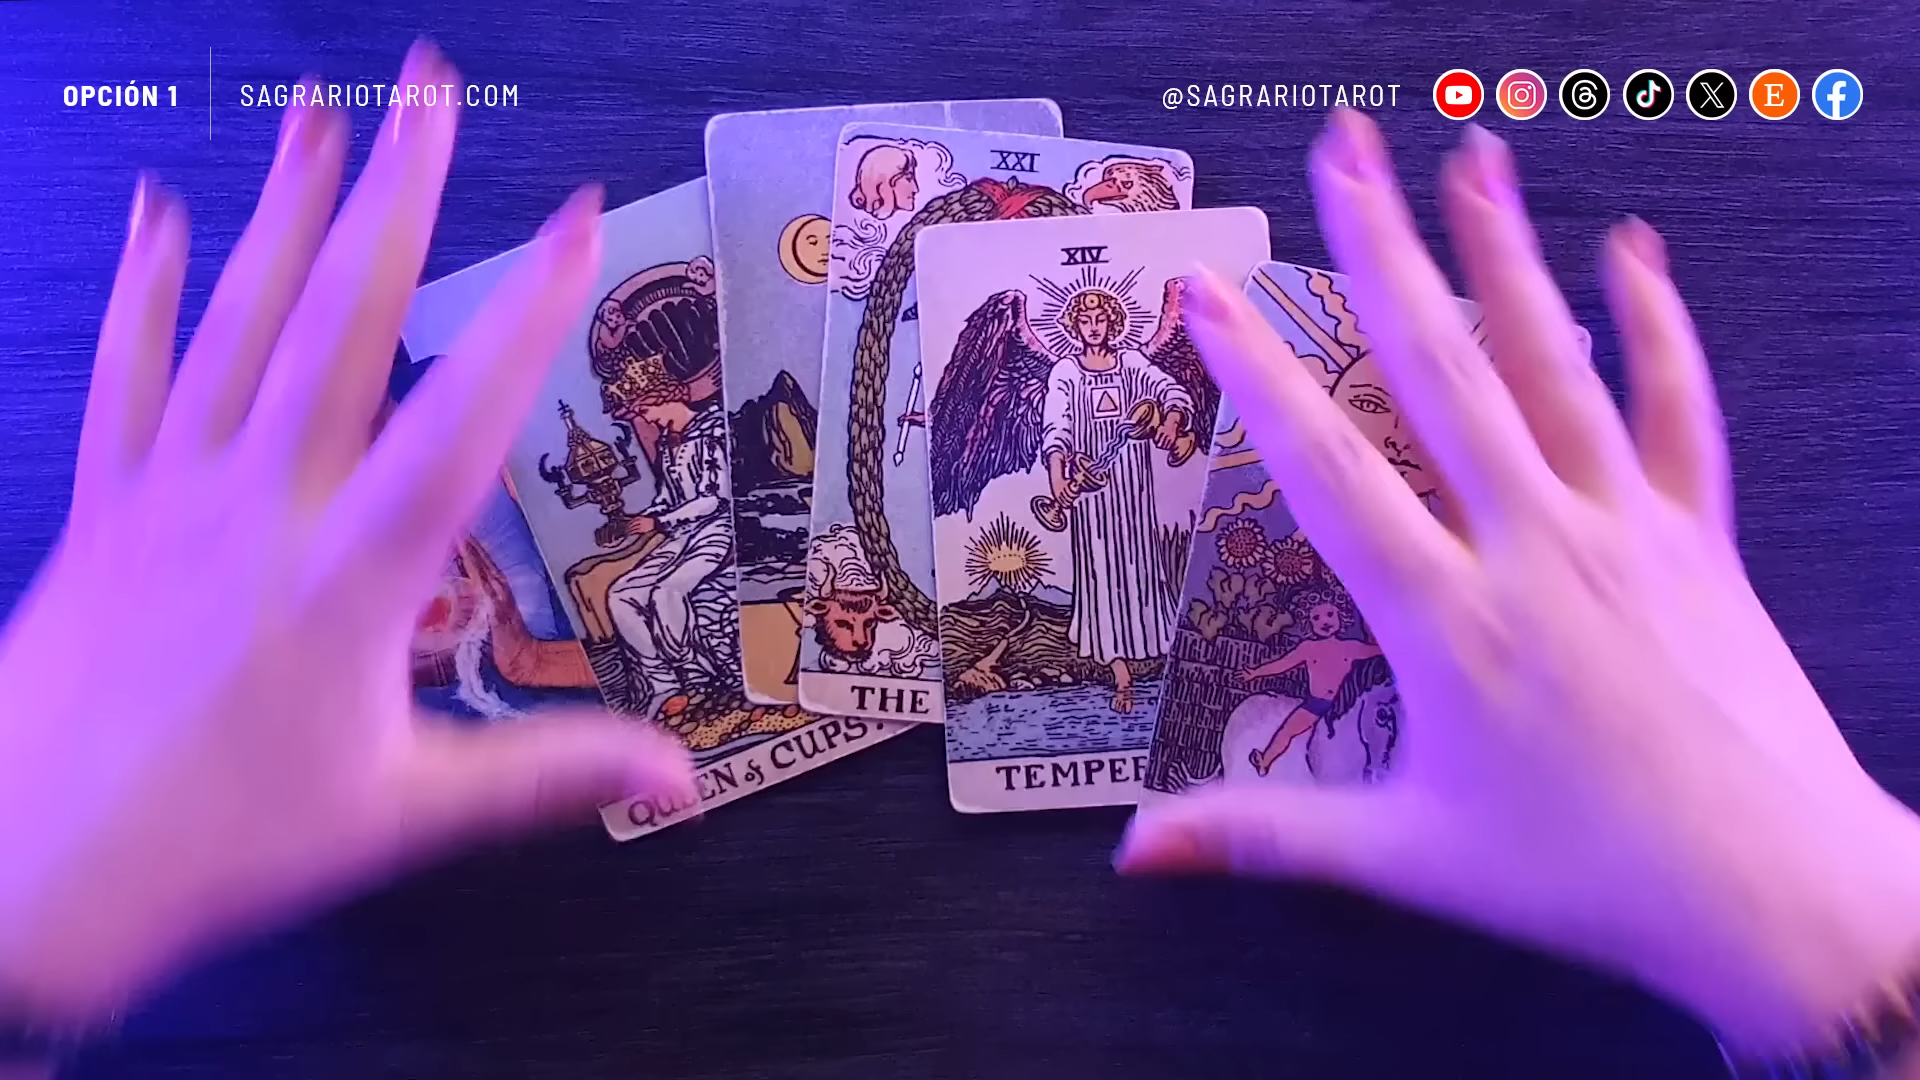 OPCIÓN 1
SAGRARIOTAROT.COM
@SAGRARIOTAROT
XXI
XIV
THE
QUEEN of CUPS.
TEMPER